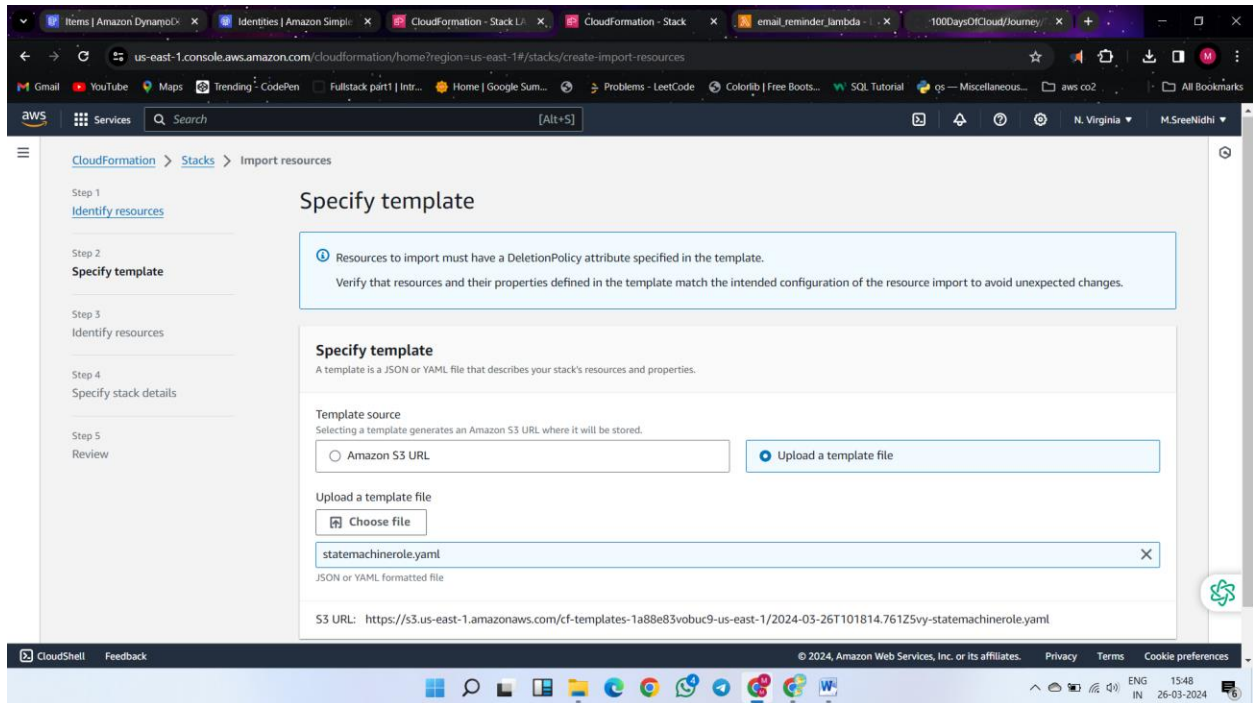 Items | Amazon DynamoD
Identities | Amazon Simple
CloudFormation - Stack LA
CloudFormation - Stack
email_reminder_lambda - L
100DaysOfCloud/Journey/
us-east-1.console.aws.amazon.com/cloudformation/home?region=us-east-1#/stacks/create-import-resources
M
Gmail
YouTube
Maps
Trending - CodePen
Fullstack part1 | Intr...
Home | Google Sum...
Problems - LeetCode
Colorlib | Free Boots...
SQL Tutorial
qs — Miscellaneous...
aws co2
All Bookmarks
aws
Services
Search
[Alt+S]
N. Virginia
M.SreeNidhi
CloudFormation > Stacks > Import resources
Step 1
Identify resources
Step 2
Specify template
Step 3
Identify resources
Step 4
Specify stack details
Step 5
Review
Specify template
Resources to import must have a DeletionPolicy attribute specified in the template.
Verify that resources and their properties defined in the template match the intended configuration of the resource import to avoid unexpected changes.
Specify template
A template is a JSON or YAML file that describes your stack's resources and properties.
Template source
Selecting a template generates an Amazon S3 URL where it will be stored.
Amazon S3 URL
Upload a template file
Upload a template file
Choose file
statemachinerole.yaml
JSON or YAML formatted file
S3 URL: https://s3.us-east-1.amazonaws.com/cf-templates-1a88e83vobuc9-us-east-1/2024-03-26T101814.761Z5vy-statemachinerole.yaml
CloudShell
Feedback
© 2024, Amazon Web Services, Inc. or its affiliates.
Privacy
Terms
Cookie preferences
4
M
W
ENG
IN
15:48
26-03-2024
6